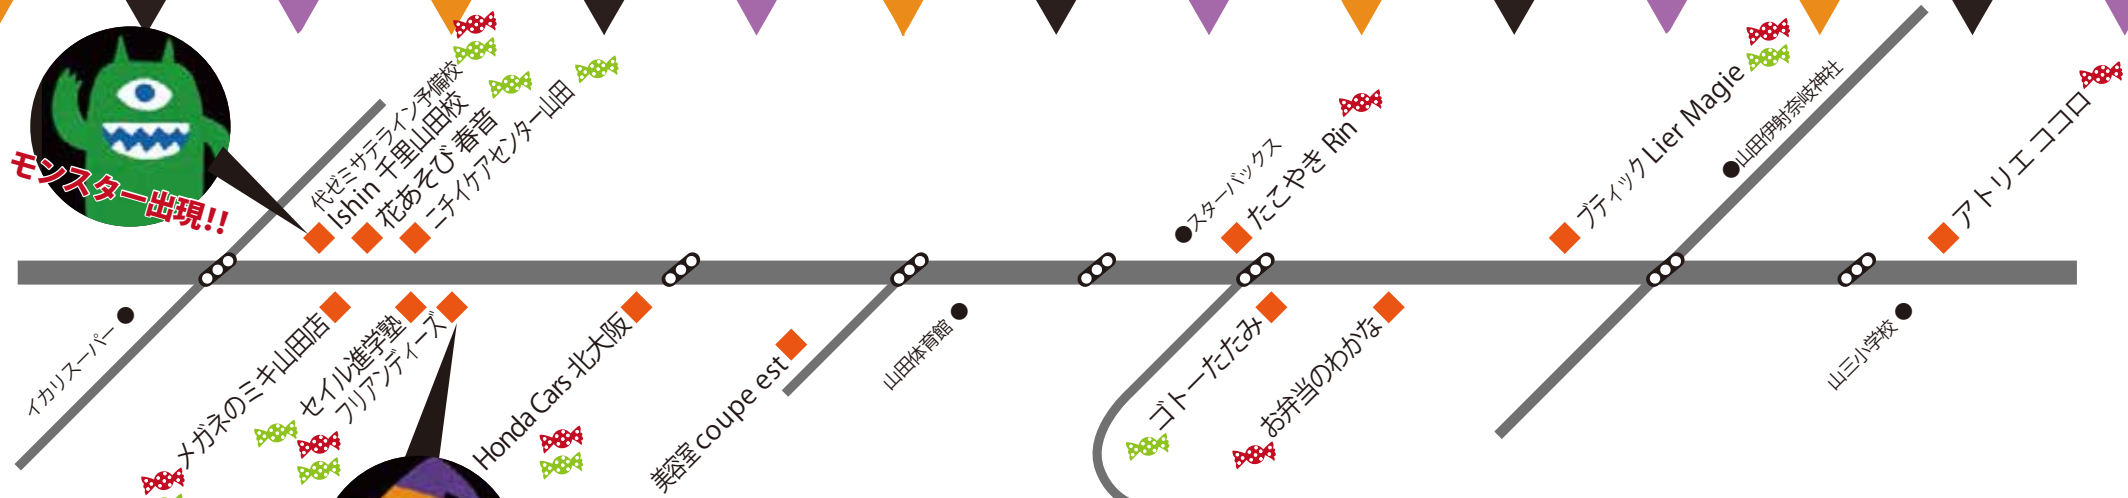 モンスター出現!!
代ゼミサテライン予備校
Ishin 千里山田校
花あそび 春音
ニチイケアセンター山田
スターバックス
たこやき Rin
ブティック Lier Magie
山田伊射奈岐神社
アトリエ ココロ
イカリスーパー
メガネのミキ山田店
セイル進学塾
フリアンディーズ
Honda Cars 北大阪
美容室 coupe est
山田体育館
ゴトーたたみ
お弁当のわかな
山三小学校